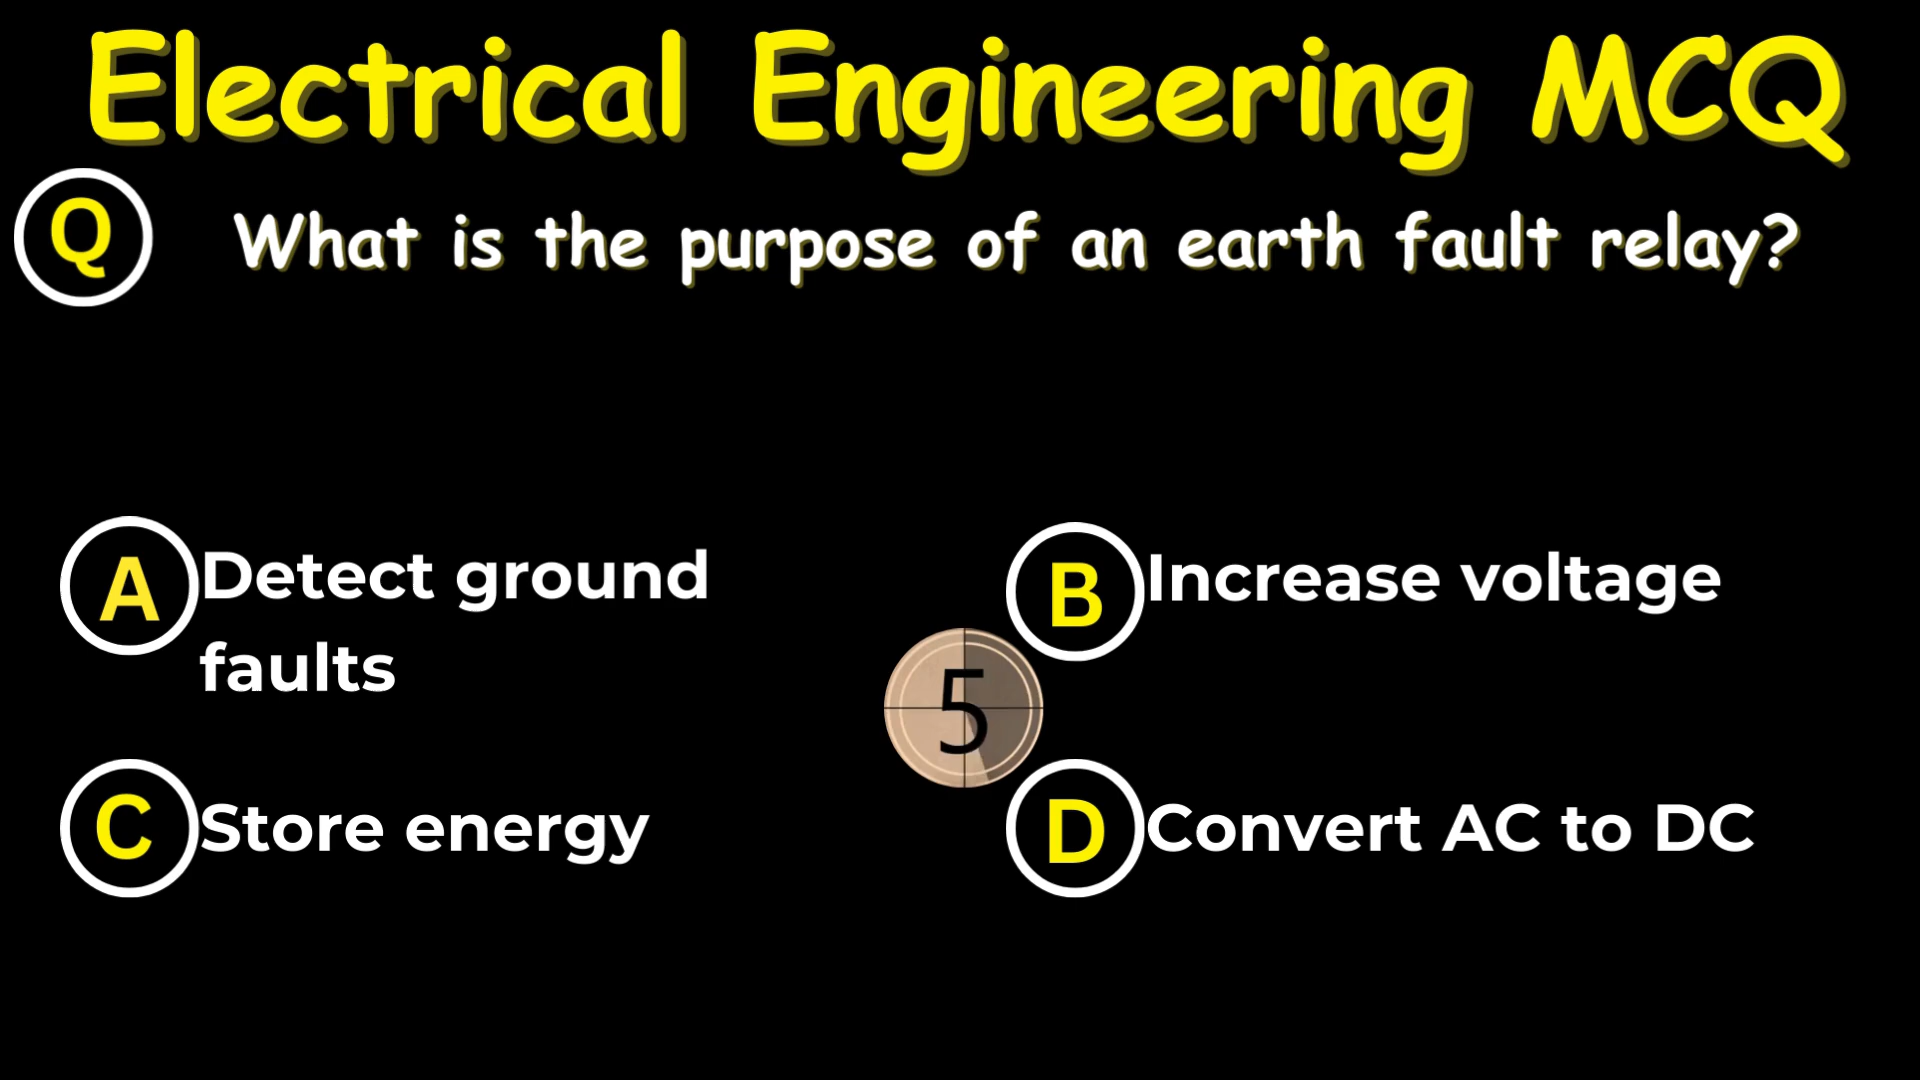 Electrical Engineering MCQ
Q What is the purpose of an earth fault relay?
A Detect ground
faults
B Increase voltage
5
C Store energy
D Convert AC to DC